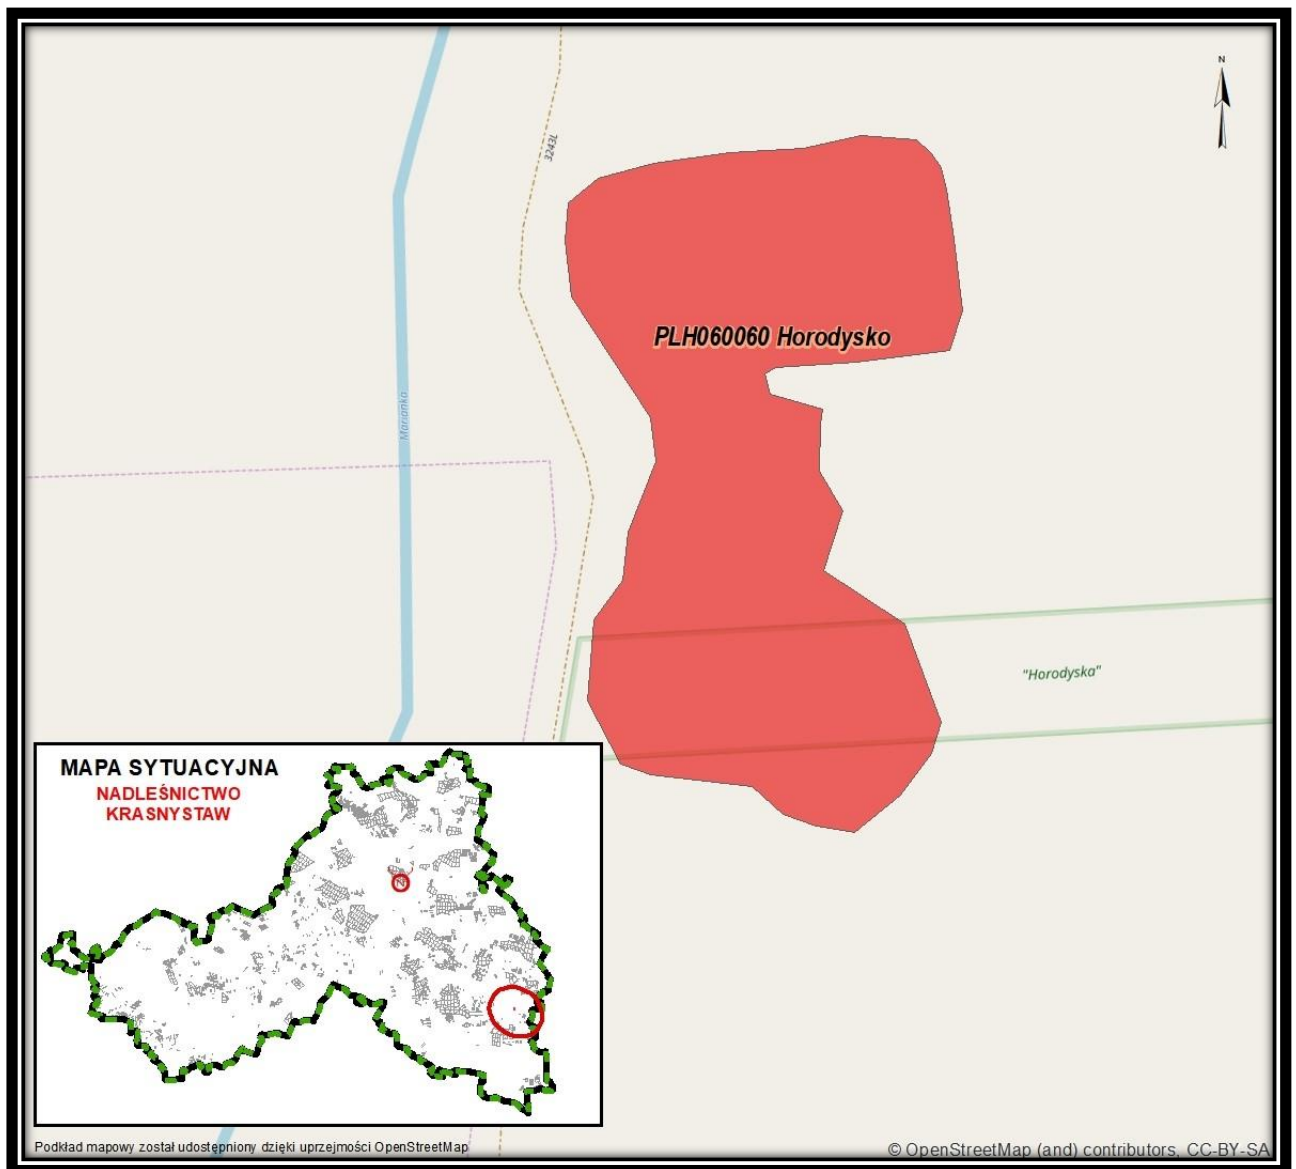 N
3243L
PLH060060 Horodysko
Marianka
"Horodyska"
MAPA SYTUACYJNA
NADLEŚNICTWO
KRASNYSTAW
Podkład mapowy został udostępniony dzięki uprzejmości OpenStreetMap
© OpenStreetMap (and) contributors, CC-BY-SA